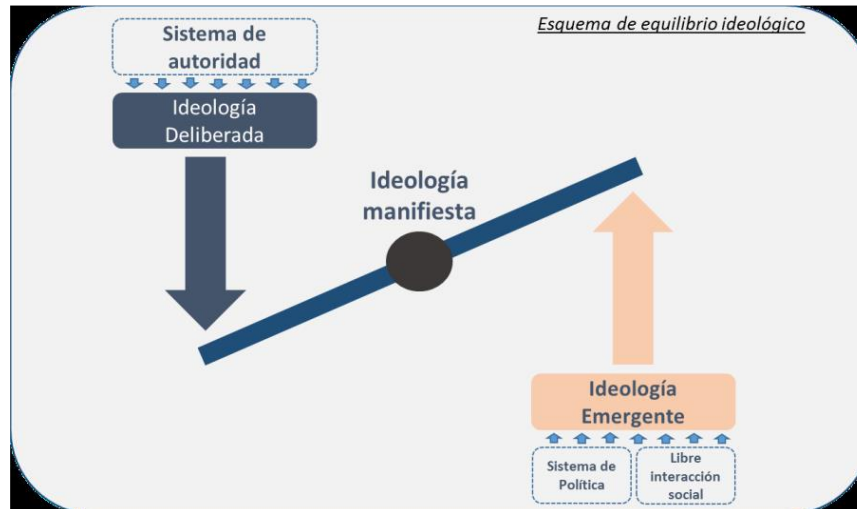 Esquema de equilibrio ideológico
Sistema de
autoridad
Ideología
Deliberada
Ideología
manifiesta
Ideología
Emergente
Sistema de
Política
Libre
interacción
social